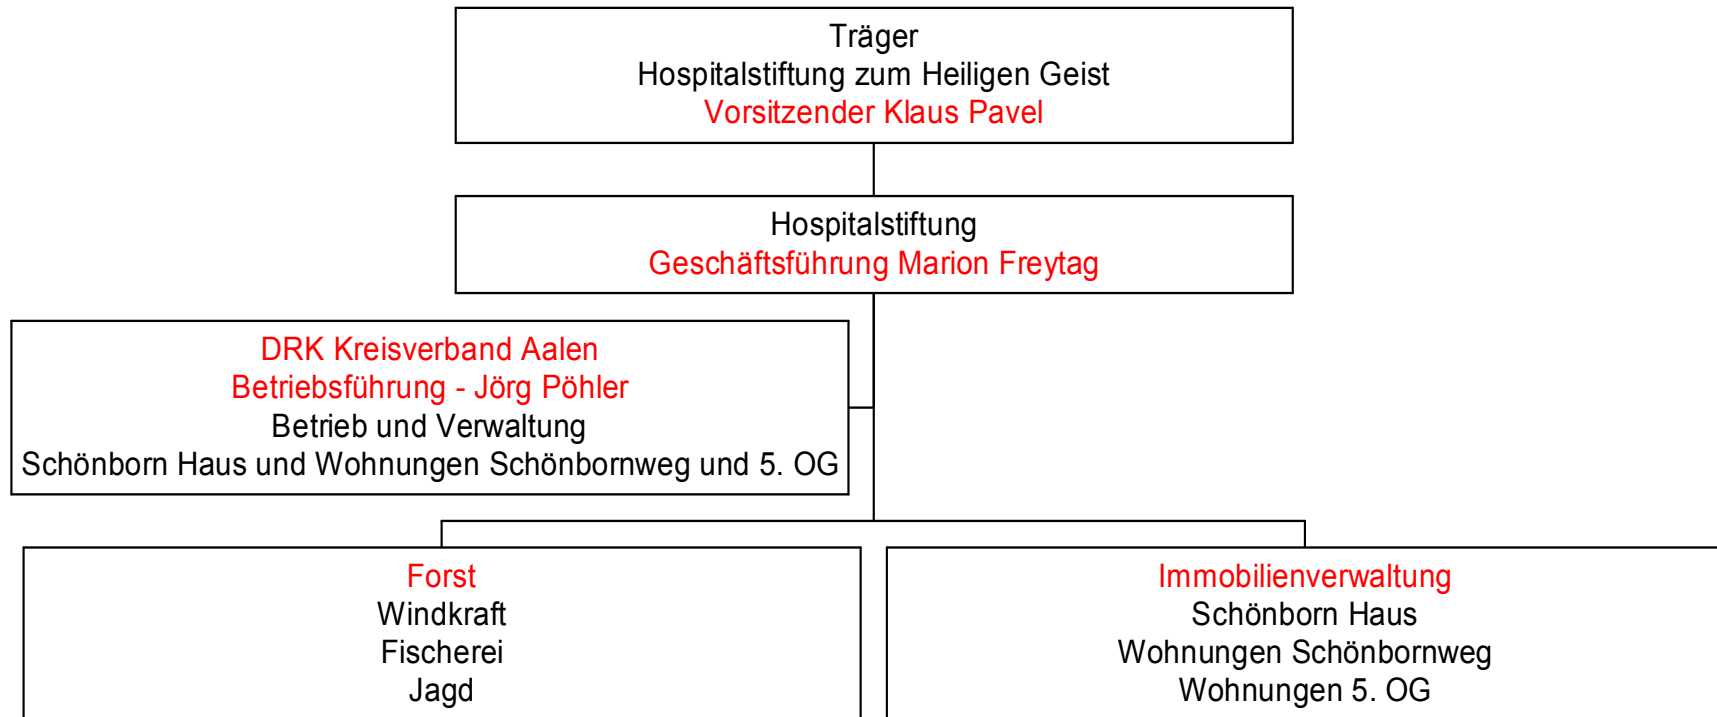 Träger
Hospitalstiftung zum Heiligen Geist
Vorsitzender Klaus Pavel
Hospitalstiftung
Geschäftsführung Marion Freytag
DRK Kreisverband Aalen
Betriebsführung - Jörg Pöhler
Betrieb und Verwaltung
Schönborn Haus und Wohnungen Schönbornweg und 5. OG
Forst
Windkraft
Fischerei
Jagd
Immobilienverwaltung
Schönborn Haus
Wohnungen Schönbornweg
Wohnungen 5. OG